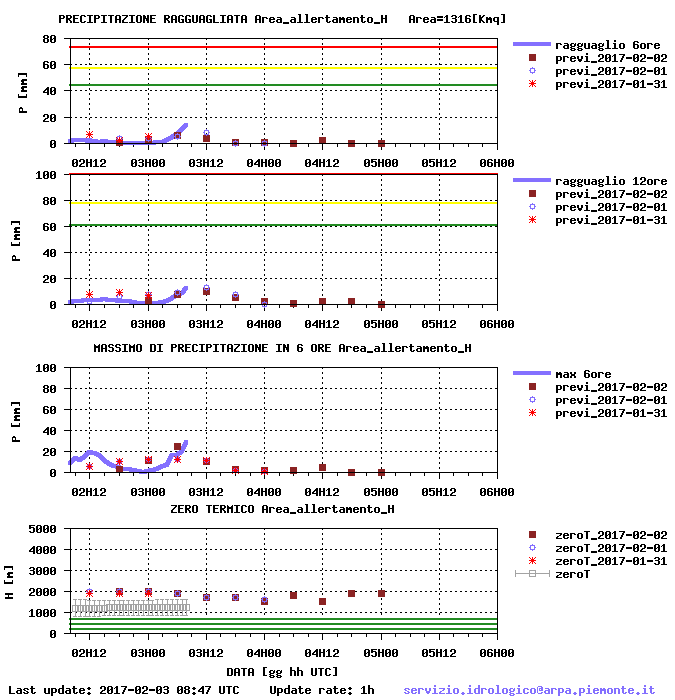 PRECIPITAZIONE RAGGUAGLIATA Area_allertamento_H   Area=1316[Kmq]
P [mm]
80
60
40
20
0
02H12 03H00 03H12 04H00 04H12 05H00 05H12 06H00
ragguaglio 6ore
previ_2017-02-02
previ_2017-02-01
previ_2017-01-31
P [mm]
100
80
60
40
20
0
02H12 03H00 03H12 04H00 04H12 05H00 05H12 06H00
ragguaglio 12ore
previ_2017-02-02
previ_2017-02-01
previ_2017-01-31
MASSIMO DI PRECIPITAZIONE IN 6 ORE Area_allertamento_H
P [mm]
100
80
60
40
20
0
02H12 03H00 03H12 04H00 04H12 05H00 05H12 06H00
max 6ore
previ_2017-02-02
previ_2017-02-01
previ_2017-01-31
ZERO TERMICO Area_allertamento_H
H [m]
5000
4000
3000
2000
1000
0
02H12 03H00 03H12 04H00 04H12 05H00 05H12 06H00
zeroT_2017-02-02
zeroT_2017-02-01
zeroT_2017-01-31
zeroT
DATA [gg hh UTC]
Last update: 2017-02-03 08:47 UTC   Update rate: 1h   servizio.idrologico@arpa.piemonte.it